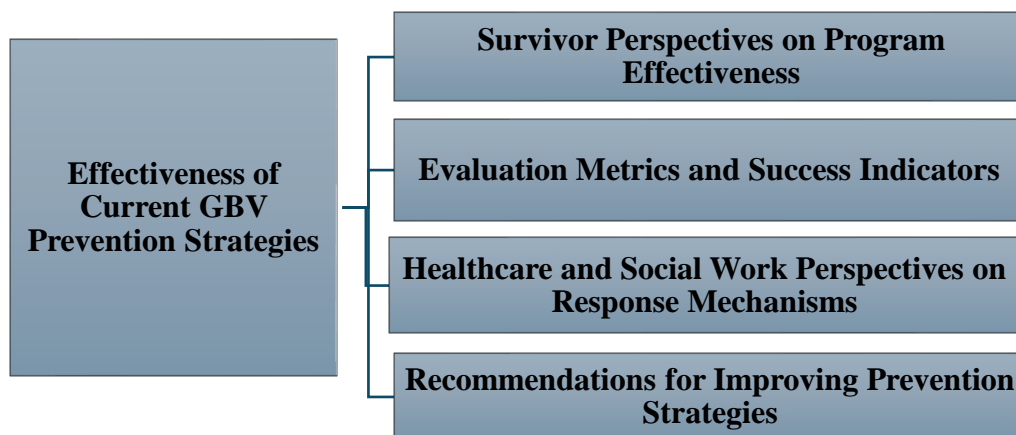 Effectiveness of
Current GBV
Prevention Strategies
Survivor Perspectives on Program
Effectiveness
Evaluation Metrics and Success Indicators
Healthcare and Social Work Perspectives on
Response Mechanisms
Recommendations for Improving Prevention
Strategies